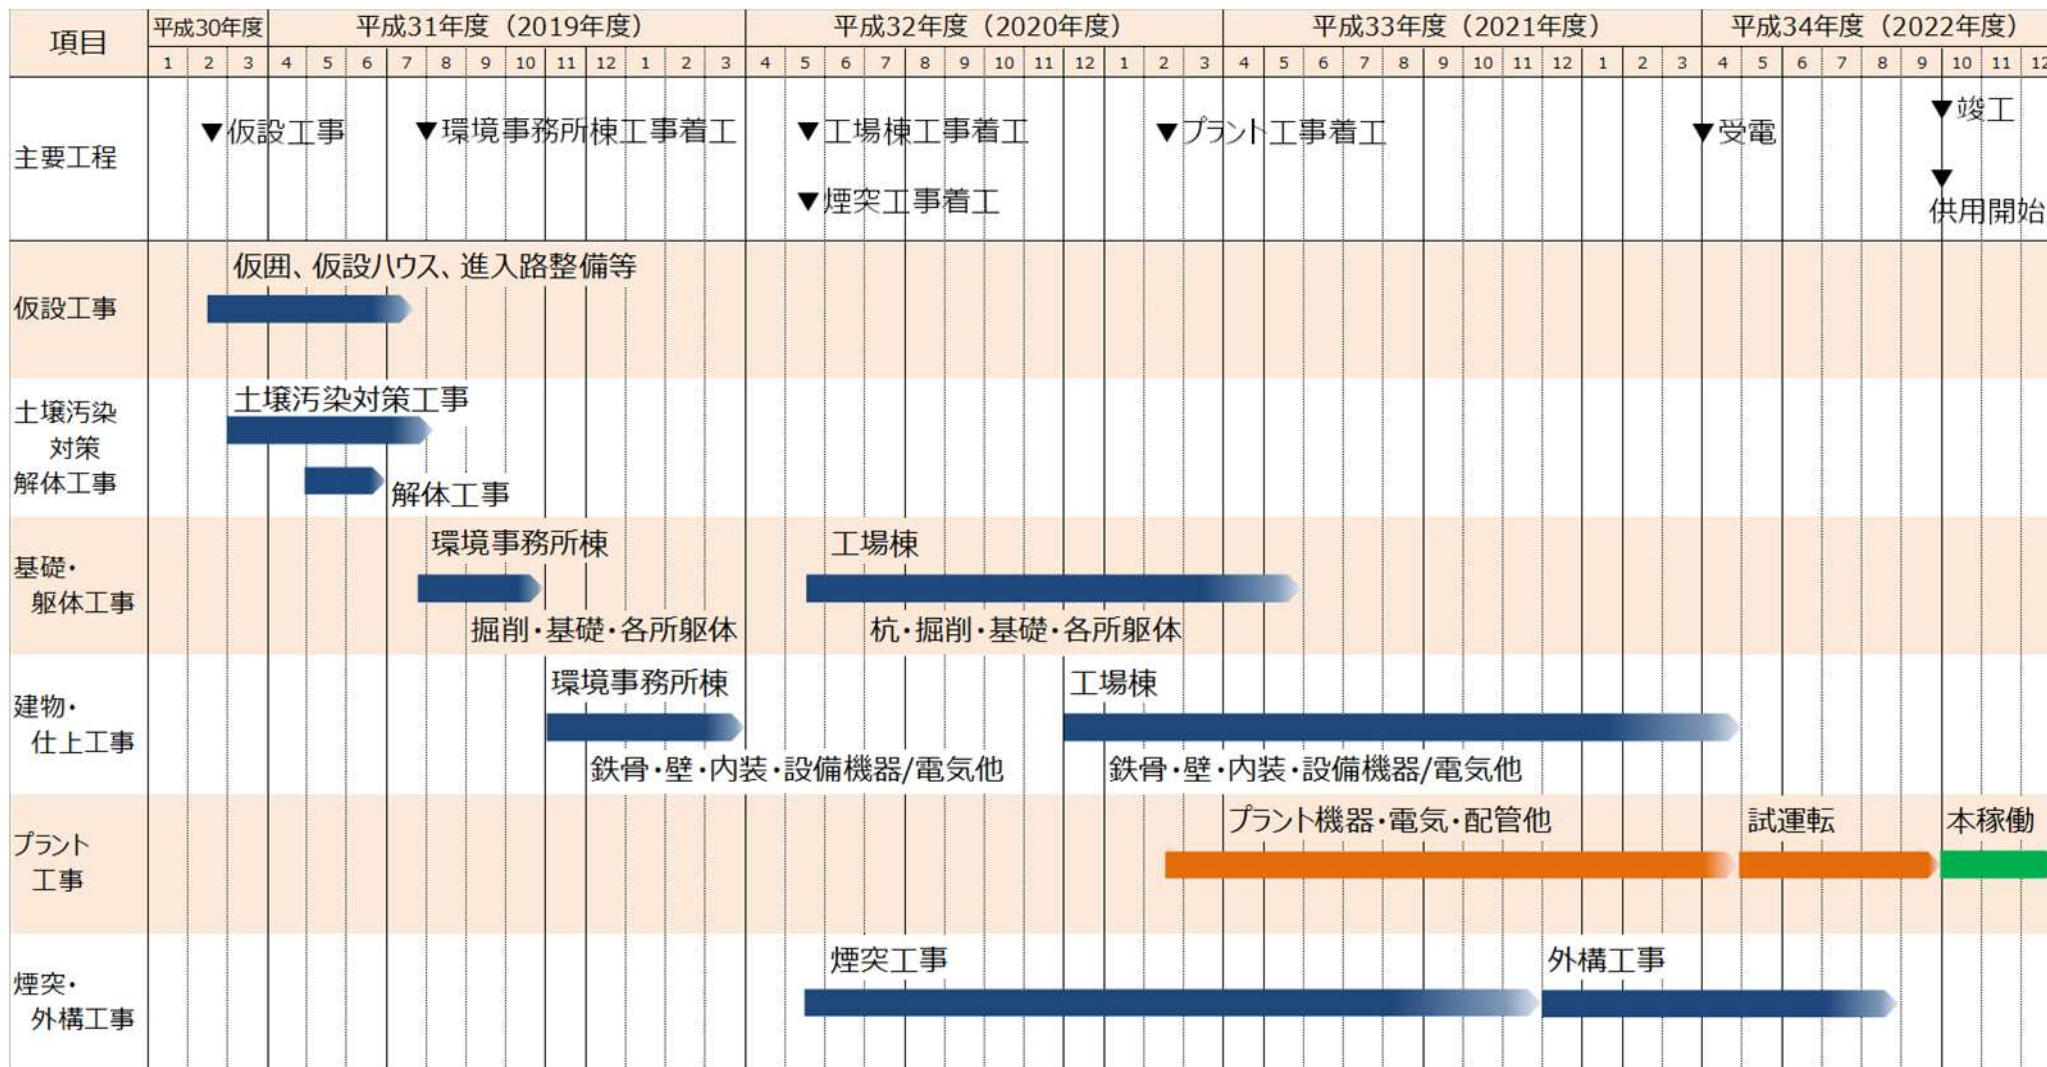 項目 平成30年度 平成31年度（2019年度） 平成32年度（2020年度） 平成33年度（2021年度） 平成34年度（2022年度）
1 2 3 4 5 6 7 8 9 10 11 12 1 2 3 4 5 6 7 8 9 10 11 12 1 2 3 4 5 6 7 8 9 10 11 12 1 2 3 4 5 6 7 8 9 10 11 12
主要工程
▼仮設工事 ▼環境事務所棟工事着工 ▼工場棟工事着工 ▼プラント工事着工 ▼受電 ▼竣工
▼煙突工事着工 ▼
供用開始
仮設工事
仮囲、仮設ハウス、進入路整備等
土壌汚染
対策
解体工事
土壌汚染対策工事
解体工事
基礎・
躯体工事
環境事務所棟 工場棟
掘削・基礎・各所躯体 杭・掘削・基礎・各所躯体
建物・
仕上工事
環境事務所棟 工場棟
鉄骨・壁・内装・設備機器/電気他 鉄骨・壁・内装・設備機器/電気他
プラント
工事
プラント機器・電気・配管他 試運転 本稼働
煙突・
外構工事
煙突工事 外構工事